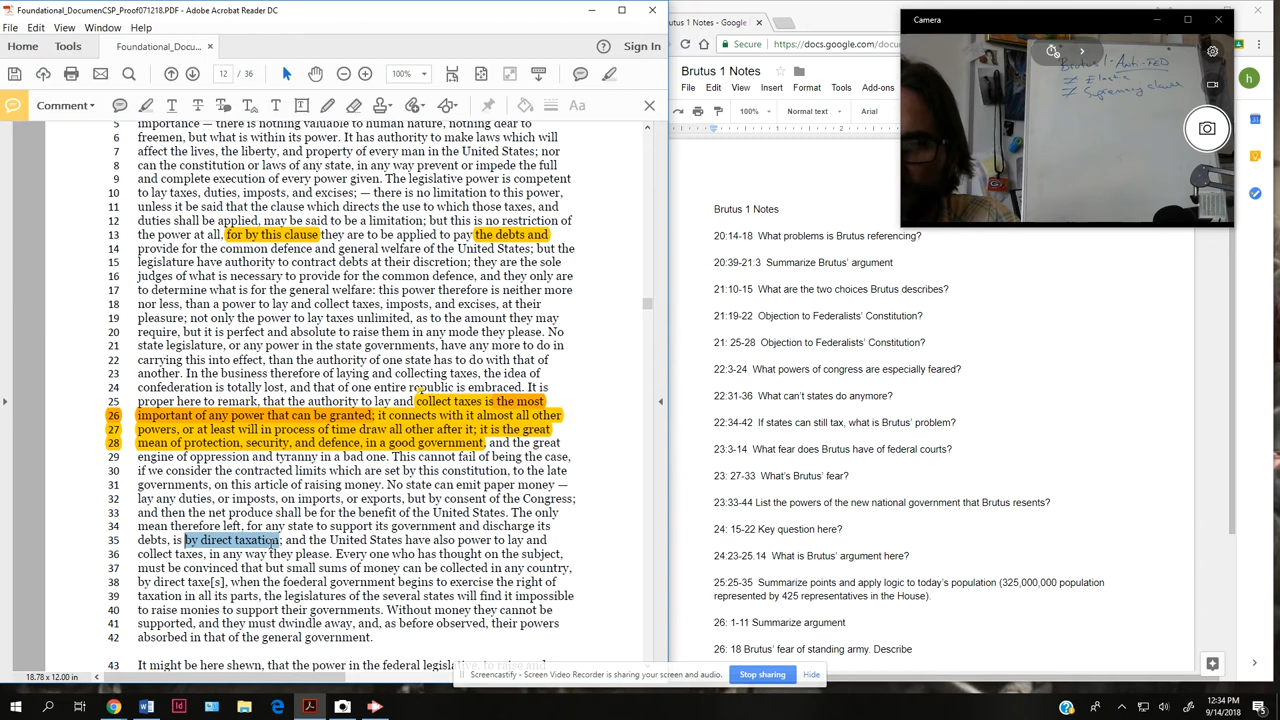 Foundational_DocumenCSP_Proof071218.PDF - Adobe Acrobat Reader DC
File Edit View Window Help
Home Tools Foundational_Docu... × Sign In
12 / 36 100%
Comment
5 importance — there is nothing valuable to human nature, nothing dear to
6 freemen, but what is within its power. It has authority to make laws which will
7 affect the lives, the liberty, and property of every man in the United States; nor
8 can the constitution or laws of any state, in any way prevent or impede the full
9 and complete execution of every power given. The legislative power is competent
10 to lay taxes, duties, imposts, and excises; — there is no limitation to this power,
11 unless it be said that the clause which directs the use to which those taxes, and
12 duties shall be applied, may be said to be a limitation; but this is no restriction of
13 the power at all, for by this clause they are to be applied to pay the debts and
14 provide for the common defence and general welfare of the United States; but the
15 legislature have authority to contract debts at their discretion; they are the sole
16 judges of what is necessary to provide for the common defence, and they only are
17 to determine what is for the general welfare: this power therefore is neither more
18 nor less, than a power to lay and collect taxes, imposts, and excises, at their
19 pleasure; not only the power to lay taxes unlimited, as to the amount they may
20 require, but it is perfect and absolute to raise them in any mode they please. No
21 state legislature, or any power in the state governments, have any more to do in
22 carrying this into effect, than the authority of one state has to do with that of
23 another. In the business therefore of laying and collecting taxes, the idea of
24 confederation is totally lost, and that of one entire republic is embraced. It is
25 proper here to remark, that the authority to lay and collect taxes is the most
26 important of any power that can be granted; it connects with it almost all other
27 powers, or at least will in process of time draw all other after it; it is the great
28 mean of protection, security, and defence, in a good government, and the great
29 engine of oppression and tyranny in a bad one. This cannot fail of being the case,
30 if we consider the contracted limits which are set by this constitution, to the late
31 governments, on this article of raising money. No state can emit paper money —
32 lay any duties, or imposts, on imports, or exports, but by consent of the Congress;
33 and then the net produce shall be for the benefit of the United States. The only
34 mean therefore left, for any state to support its government and discharge its
35 debts, is by direct taxation; and the United States have also power to lay and
36 collect taxes, in any way they please. Every one who has thought on the subject,
37 must be convinced that but small sums of money can be collected in any country,
38 by direct taxe[s], when the foederal government begins to exercise the right of
39 taxation in all its parts, the legislatures of the several states will find it impossible
40 to raise monies to support their governments. Without money they cannot be
41 supported, and they must dwindle away, and, as before observed, their powers
42 absorbed in that of the general government.
43 It might be here shewn, that the power in the federal legislative, to raise and
18.78 x 12.00 in
Brutus 1 Notes - Google
Secure https://docs.google.com/docu
Brutus 1 Notes
File Edit View Insert Format Tools Add-ons
100% Normal text Arial
1 2
Brutus 1 Notes
20:14-18 What problems is Brutus referencing?
20:39-21:3 Summarize Brutus' argument
21:10-15 What are the two choices Brutus describes?
21:19-22 Objection to Federalists' Constitution?
21: 25-28 Objection to Federalists' Constitution?
22:3-24 What powers of congress are especially feared?
22:31-36 What can't states do anymore?
22:34-42 If states can still tax, what is Brutus' problem?
23:3-14 What fear does Brutus have of federal courts?
23: 27-33 What's Brutus' fear?
23:33-44 List the powers of the new national government that Brutus resents?
24: 15-22 Key question here?
24:23-25.14 What is Brutus' argument here?
25:25-35 Summarize points and apply logic to today's population (325,000,000 population
represented by 425 representatives in the House).
26: 1-11 Summarize argument
26: 18 Brutus' fear of standing army. Describe
h
31
Camera
Brutus 1 - Anti-FED
≠ Elastic
≠ Supremacy clause
G
Screencastify - Screen Video Recorder is sharing your screen and audio.
Stop sharing
Hide
12:34 PM
9/14/2018
5